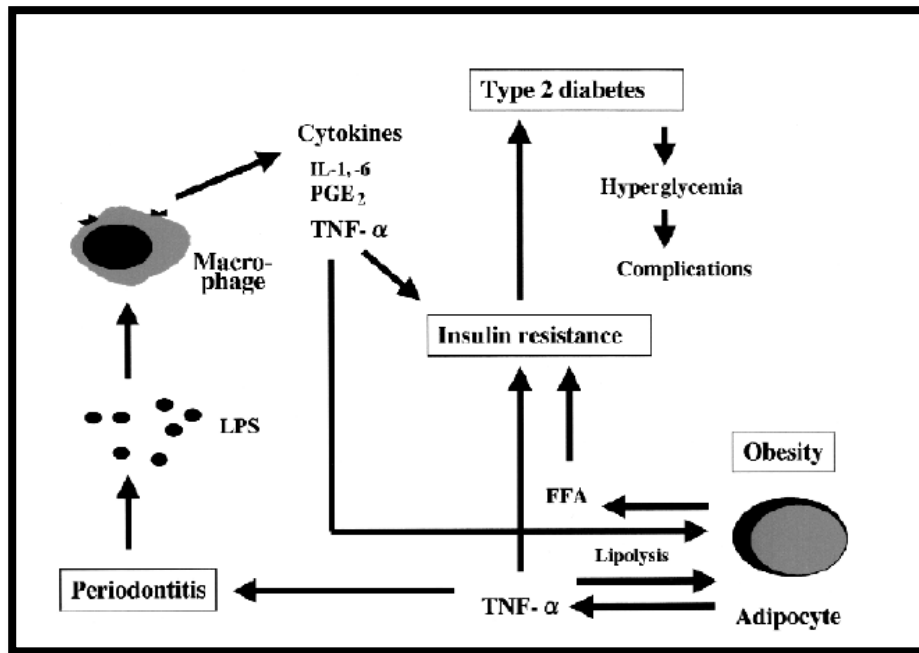 Type 2 diabetes
Cytokines
IL-1, -6
PGE₂
TNF- α
Hyperglycemia
Macro-
phage
Complications
Insulin resistance
LPS
Obesity
FFA
Lipolysis
Periodontitis
TNF- α
Adipocyte